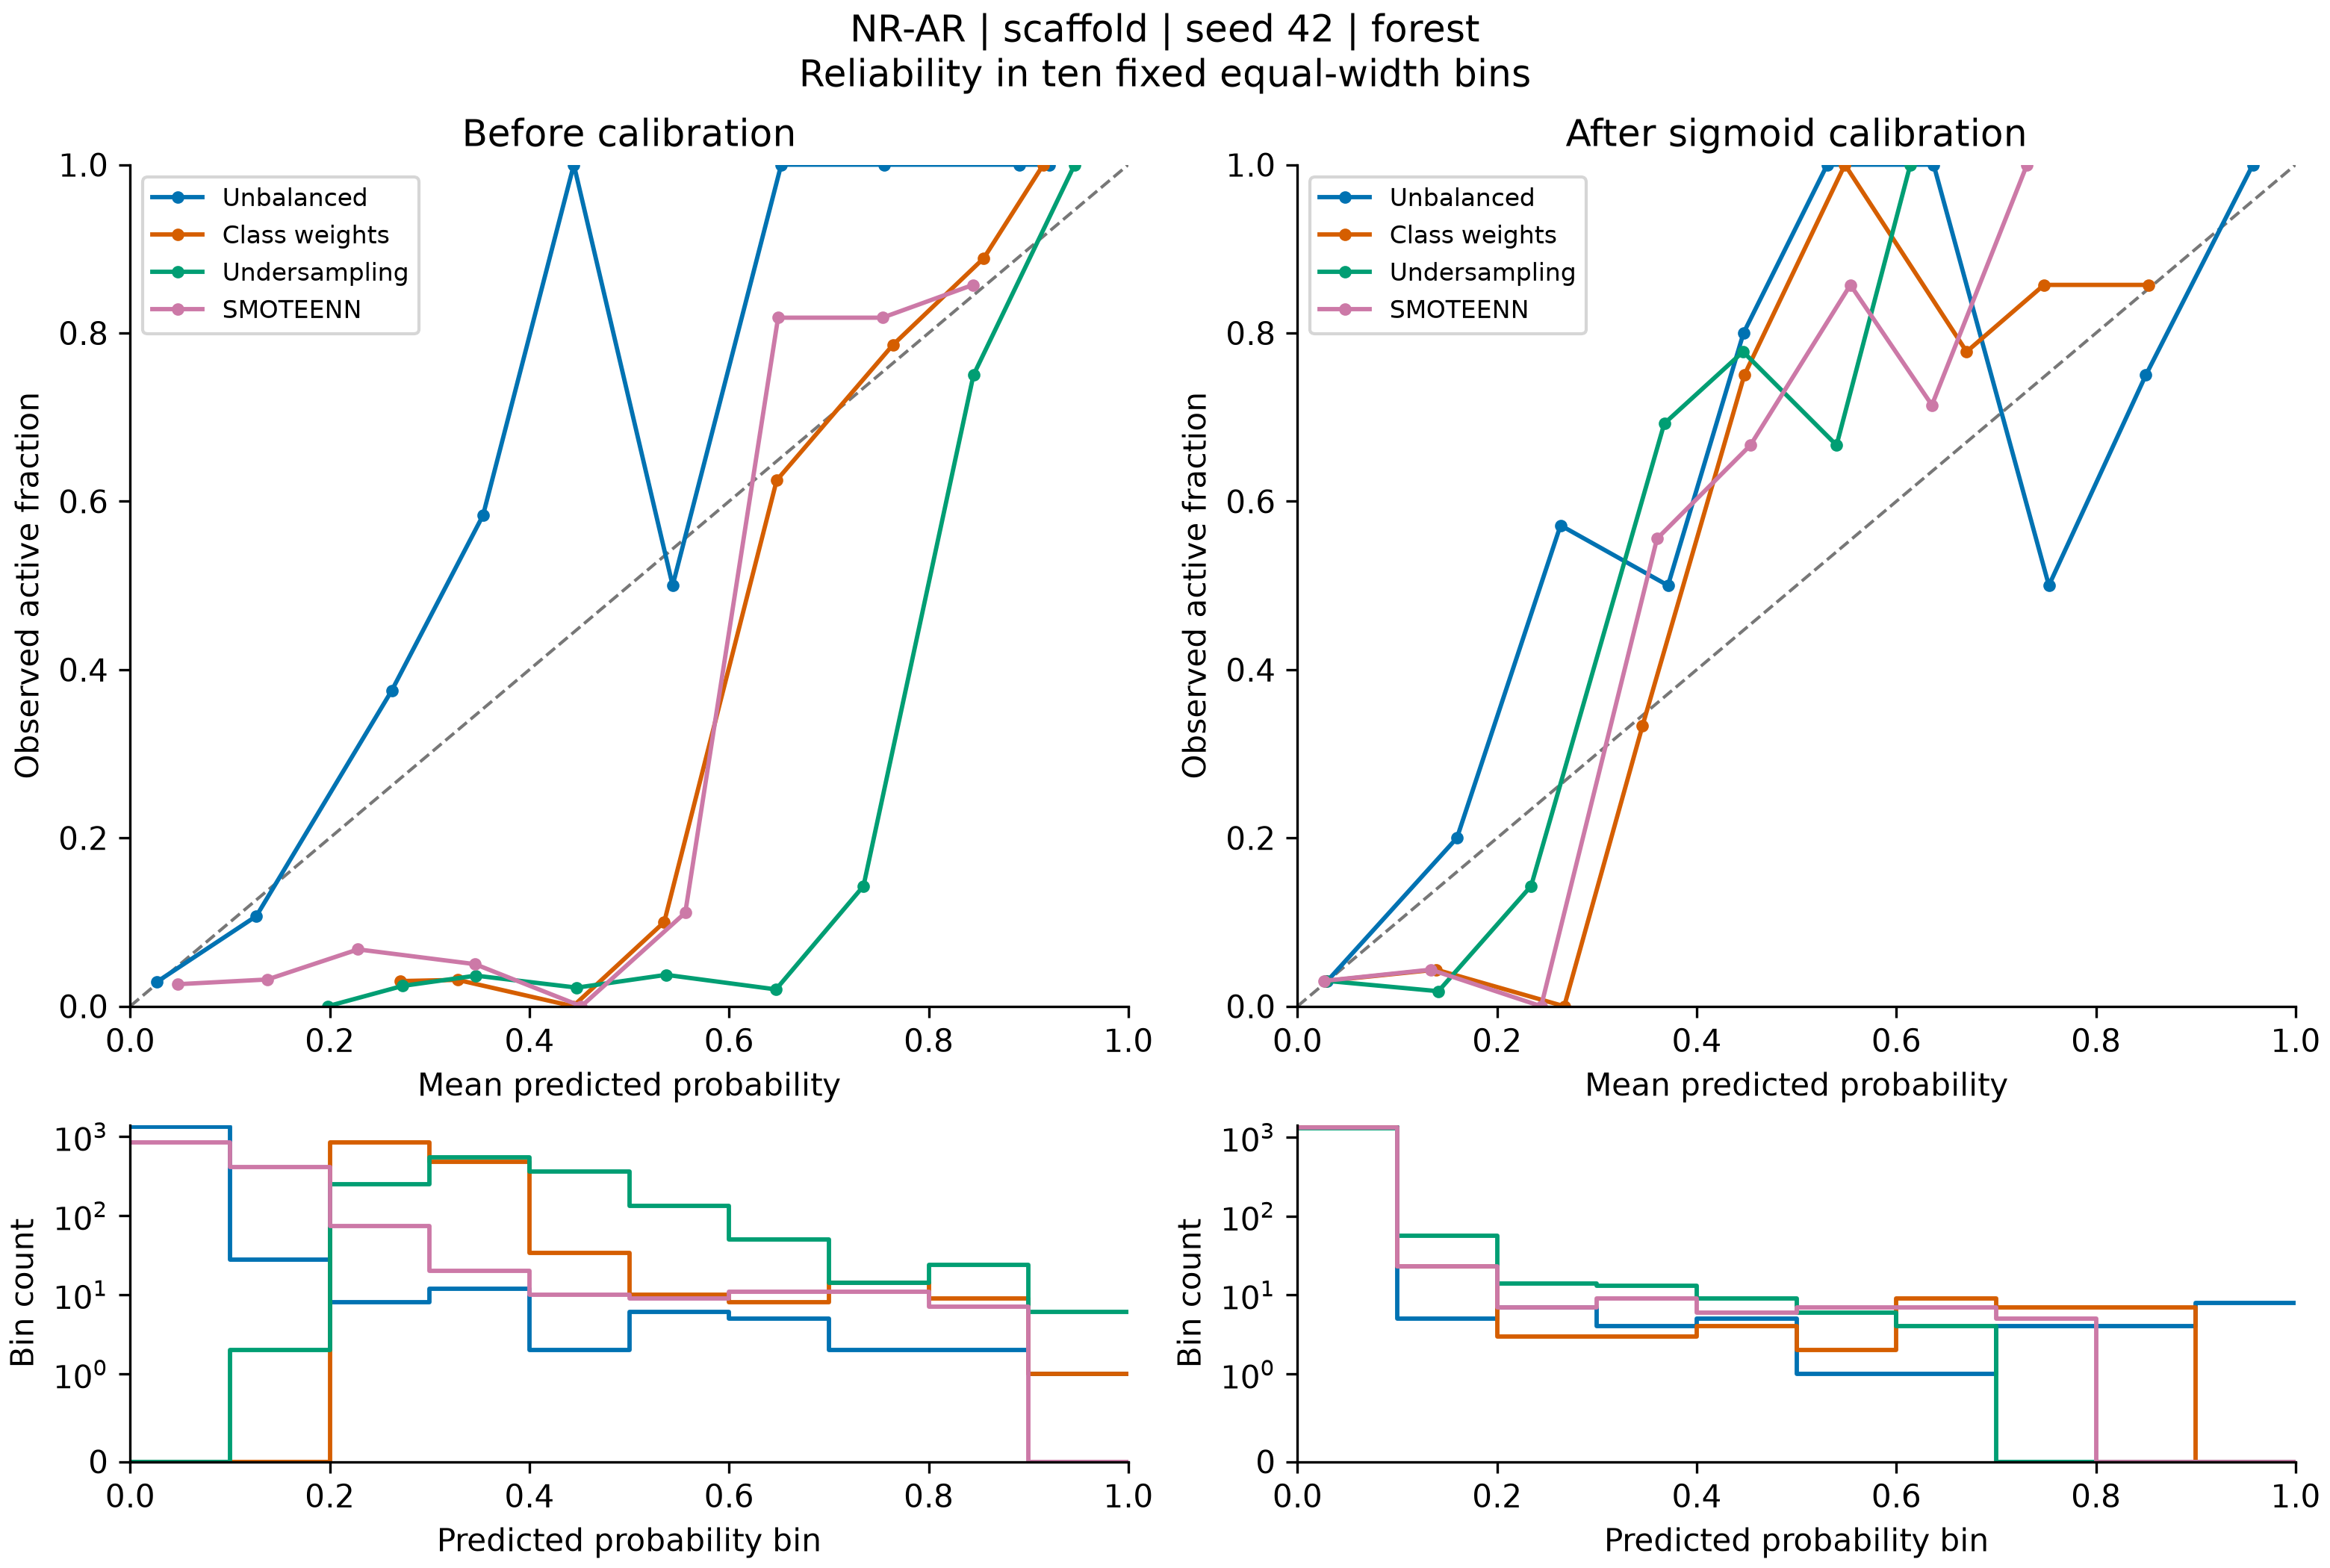 NR-AR | scaffold | seed 42 | forest
Reliability in ten fixed equal-width bins
Before calibration
1.0
0.8
0.6
0.4
0.2
0.0
Observed active fraction
Unbalanced
Class weights
Undersampling
SMOTEENN
0.0 0.2 0.4 0.6 0.8 1.0
Mean predicted probability
After sigmoid calibration
1.0
0.8
0.6
0.4
0.2
0.0
Observed active fraction
Unbalanced
Class weights
Undersampling
SMOTEENN
0.0 0.2 0.4 0.6 0.8 1.0
Mean predicted probability
10³
10²
10¹
10⁰
0
Bin count
0.0 0.2 0.4 0.6 0.8 1.0
Predicted probability bin
10³
10²
10¹
10⁰
0
Bin count
0.0 0.2 0.4 0.6 0.8 1.0
Predicted probability bin